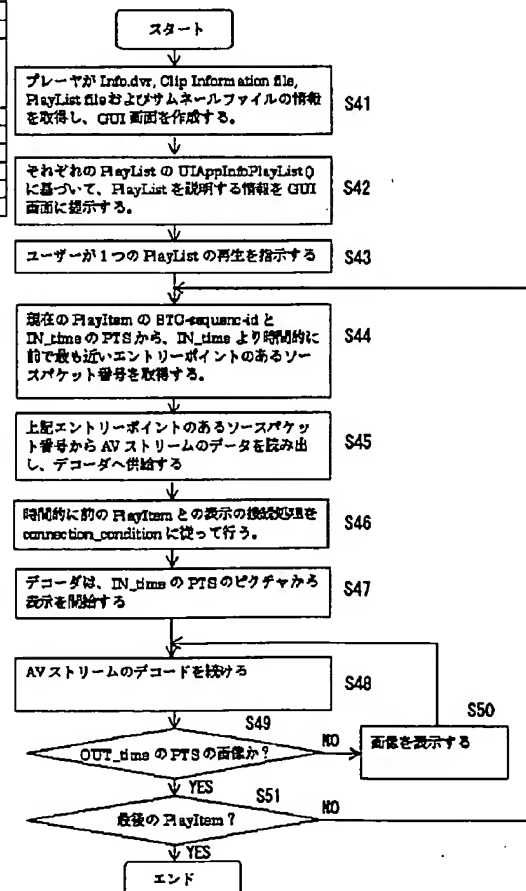 スタート
プレーヤが Info.dvr, Clip Information file,
PlayList fileおよびサムネールファイルの情報
を取得し、GUI 画面を作成する。
S41
それぞれの PlayList の UIAppInfoPlayList()
に基づいて、PlayList を説明する情報を GUI
画面に提示する。
S42
ユーザーが1つの PlayList の再生を指示する
S43
現在の PlayItem の STC-sequenc-id と
IN_time の PTS から、IN_time より時間的に
前で最も近いエントリーポイントのあるソー
スパケット番号を取得する。
S44
上記エントリーポイントのあるソースパケッ
ト番号から AV ストリームのデータを読み出
し、デコーダへ供給する
S45
時間的に前の PlayItem との表示の接続処理を
connection_condition に従って行う。
S46
デコーダは、IN_time の PTS のピクチャから
表示を開始する
S47
AV ストリームのデコードを続ける
S48
S49
OUT_time の PTS の画像か?
NO
S50
画像を表示する
YES
S51
最後の PlayItem ?
NO
YES
エンド